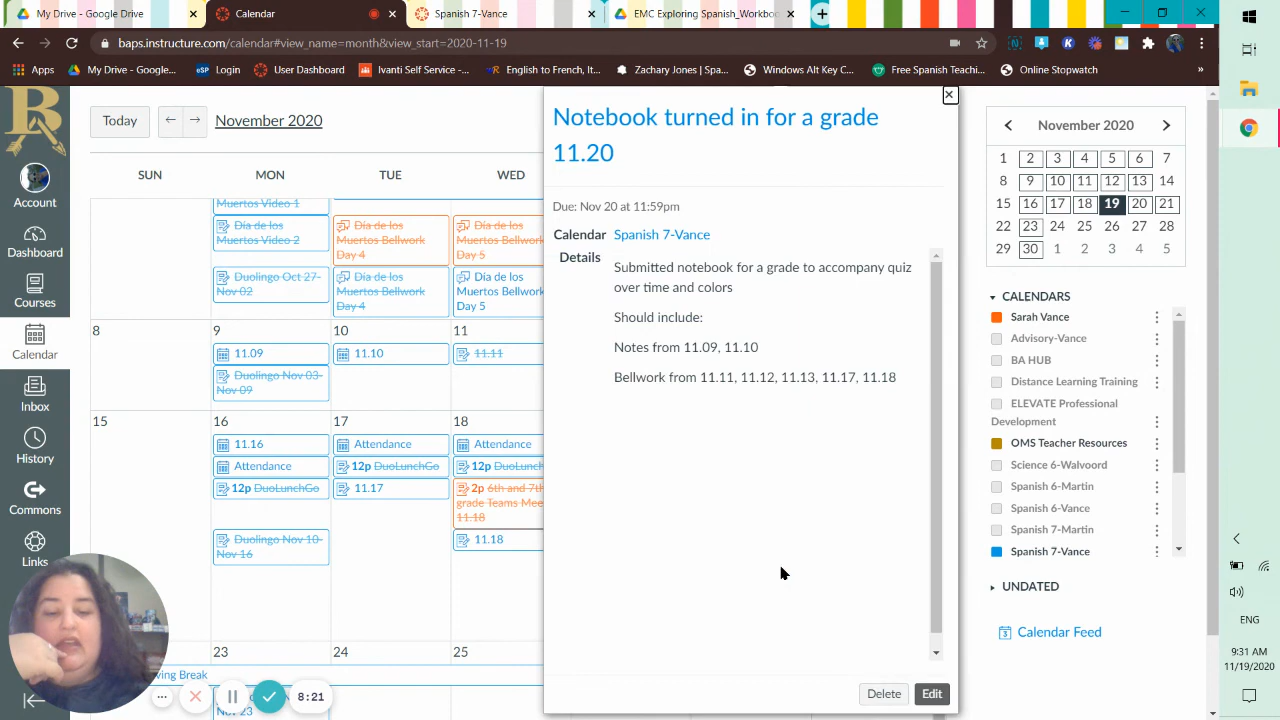 My Drive - Google Drive
Calendar
Spanish 7-Vance
EMC Exploring Spanish_Workboo
baps.instructure.com/calendar#view_name=month&view_start=2020-11-19
Apps
My Drive - Google...
Login
User Dashboard
Ivanti Self Service -...
English to French, It...
Zachary Jones | Spa...
Windows Alt Key C...
Free Spanish Teachi...
Online Stopwatch
»
Account
Dashboard
Courses
Calendar
Inbox
History
Commons
Links
Today
November 2020
SUN
MON
TUE
WED
Muertos Video 1
Día de los
Muertos Video 2
Duolingo Oct 27-
Nov 02
Día de los
Muertos Bellwork
Day 4
Día de los
Muertos Bellwork
Day 4
Día de los
Muertos Bellwork
Day 5
Día de los
Muertos Bellwork
Day 5
8
9
10
11
11.09
Duolingo Nov 03-
Nov 09
11.10
11.11
15
16
17
18
11.16
Attendance
12p DuoLunchGo
Duolingo Nov 10-
Nov 16
Attendance
12p DuoLunchGo
11.17
Attendance
12p DuoLunch
2p 6th and 7th
grade Teams Mee
11.18
11.18
23
24
25
ving Break
Nov 23
8:21
Notebook turned in for a grade
11.20
Due: Nov 20 at 11:59pm
Calendar Spanish 7-Vance
Details
Submitted notebook for a grade to accompany quiz
over time and colors
Should include:
Notes from 11.09, 11.10
Bellwork from 11.11, 11.12, 11.13, 11.17, 11.18
Delete
Edit
November 2020
1 2 3 4 5 6 7
8 9 10 11 12 13 14
15 16 17 18 19 20 21
22 23 24 25 26 27 28
29 30 1 2 3 4 5
CALENDARS
Sarah Vance
Advisory-Vance
BA HUB
Distance Learning Training
ELEVATE Professional
Development
OMS Teacher Resources
Science 6-Walvoord
Spanish 6-Martin
Spanish 6-Vance
Spanish 7-Martin
Spanish 7-Vance
UNDATED
Calendar Feed
ENG
9:31 AM
11/19/2020